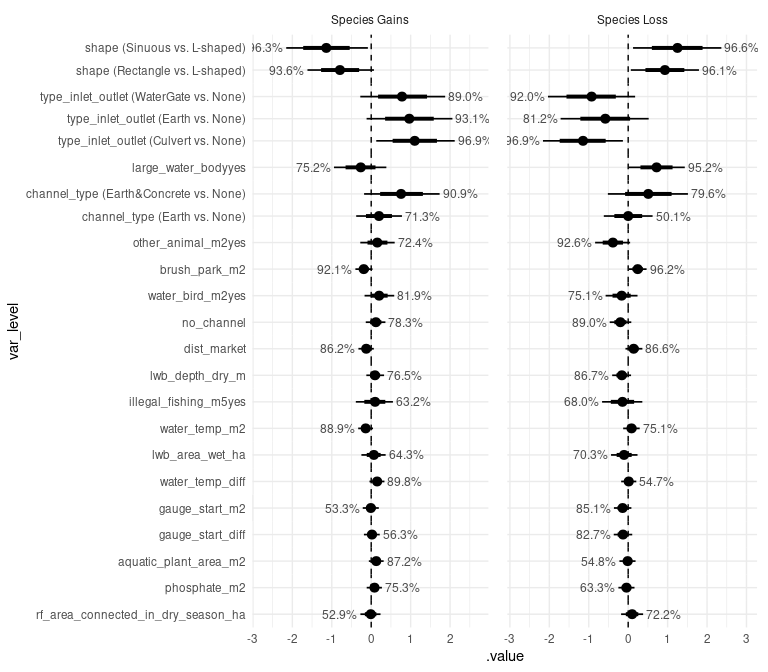 Species Gains Species Loss
shape (Sinuous vs. L-shaped) 96.3% 96.6%
shape (Rectangle vs. L-shaped) 93.6% 96.1%
type_inlet_outlet (WaterGate vs. None) 89.0% 92.0%
type_inlet_outlet (Earth vs. None) 93.1% 81.2%
type_inlet_outlet (Culvert vs. None) 96.9% 96.9%
large_water_bodyyes 75.2% 95.2%
channel_type (Earth&Concrete vs. None) 90.9% 79.6%
channel_type (Earth vs. None) 71.3% 50.1%
other_animal_m2yes 72.4% 92.6%
brush_park_m2 92.1% 96.2%
water_bird_m2yes 81.9% 75.1%
no_channel 78.3% 89.0%
dist_market 86.2% 86.6%
lwb_depth_dry_m 76.5% 86.7%
illegal_fishing_m5yes 63.2% 68.0%
water_temp_m2 88.9% 75.1%
lwb_area_wet_ha 64.3% 70.3%
water_temp_diff 89.8% 54.7%
gauge_start_m2 53.3% 85.1%
gauge_start_diff 56.3% 82.7%
aquatic_plant_area_m2 87.2% 54.8%
phosphate_m2 75.3% 63.3%
rf_area_connected_in_dry_season_ha 52.9% 72.2%
-3 -2 -1 0 1 2 -3 -2 -1 0 1 2 3
.value
var_level